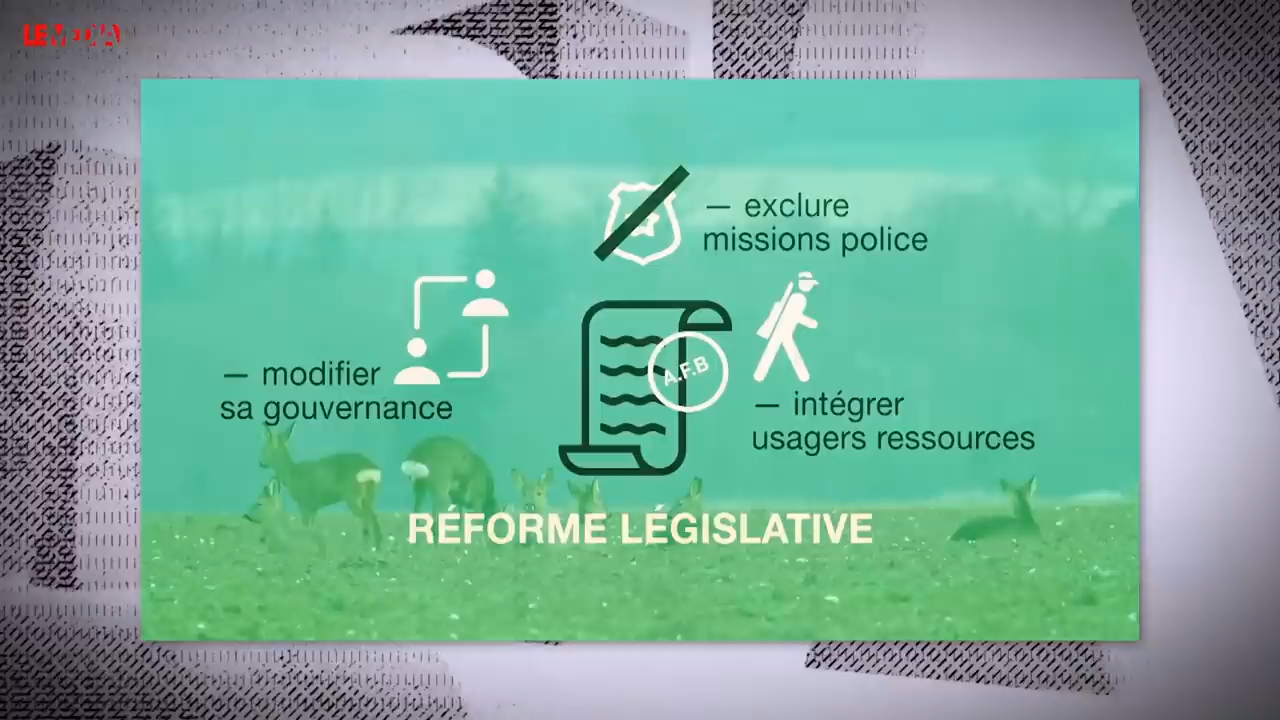 — exclure
missions police
— modifier
sa gouvernance
A.F.B
— intégrer
usagers ressources
RÉFORME LÉGISLATIVE